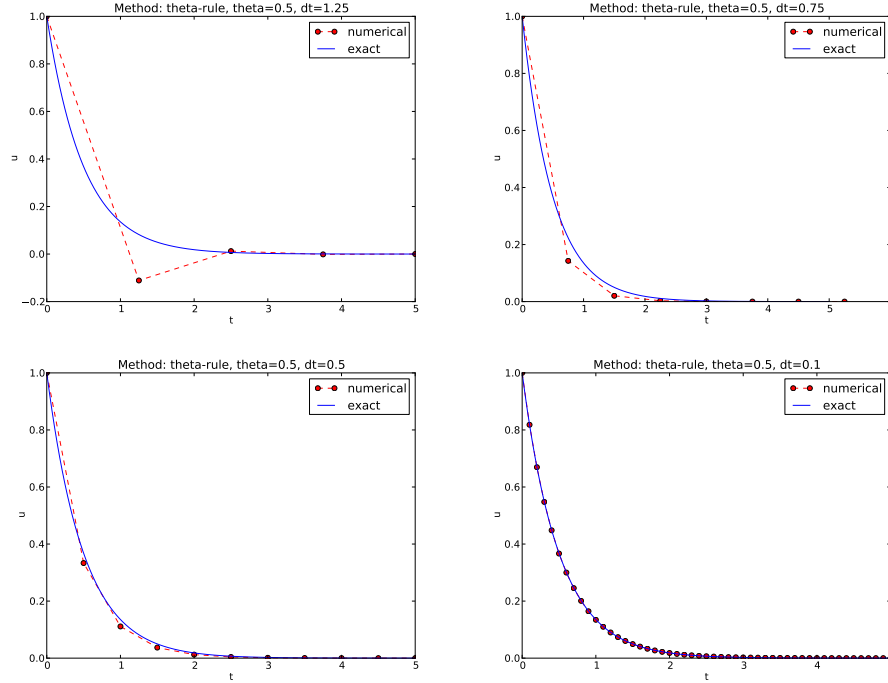 Method: theta-rule, theta=0.5, dt=1.25
1.0
0.8
0.6
0.4
0.2
0.0
−0.2
u
0 1 2 3 4 5
t
numerical
exact
Method: theta-rule, theta=0.5, dt=0.75
1.0
0.8
0.6
0.4
0.2
0.0
u
0 1 2 3 4
t
numerical
exact
Method: theta-rule, theta=0.5, dt=0.5
1.0
0.8
0.6
0.4
0.2
0.0
u
0 1 2 3 4 5
t
numerical
exact
Method: theta-rule, theta=0.5, dt=0.1
1.0
0.8
0.6
0.4
0.2
0.0
u
0 1 2 3 4
t
numerical
exact